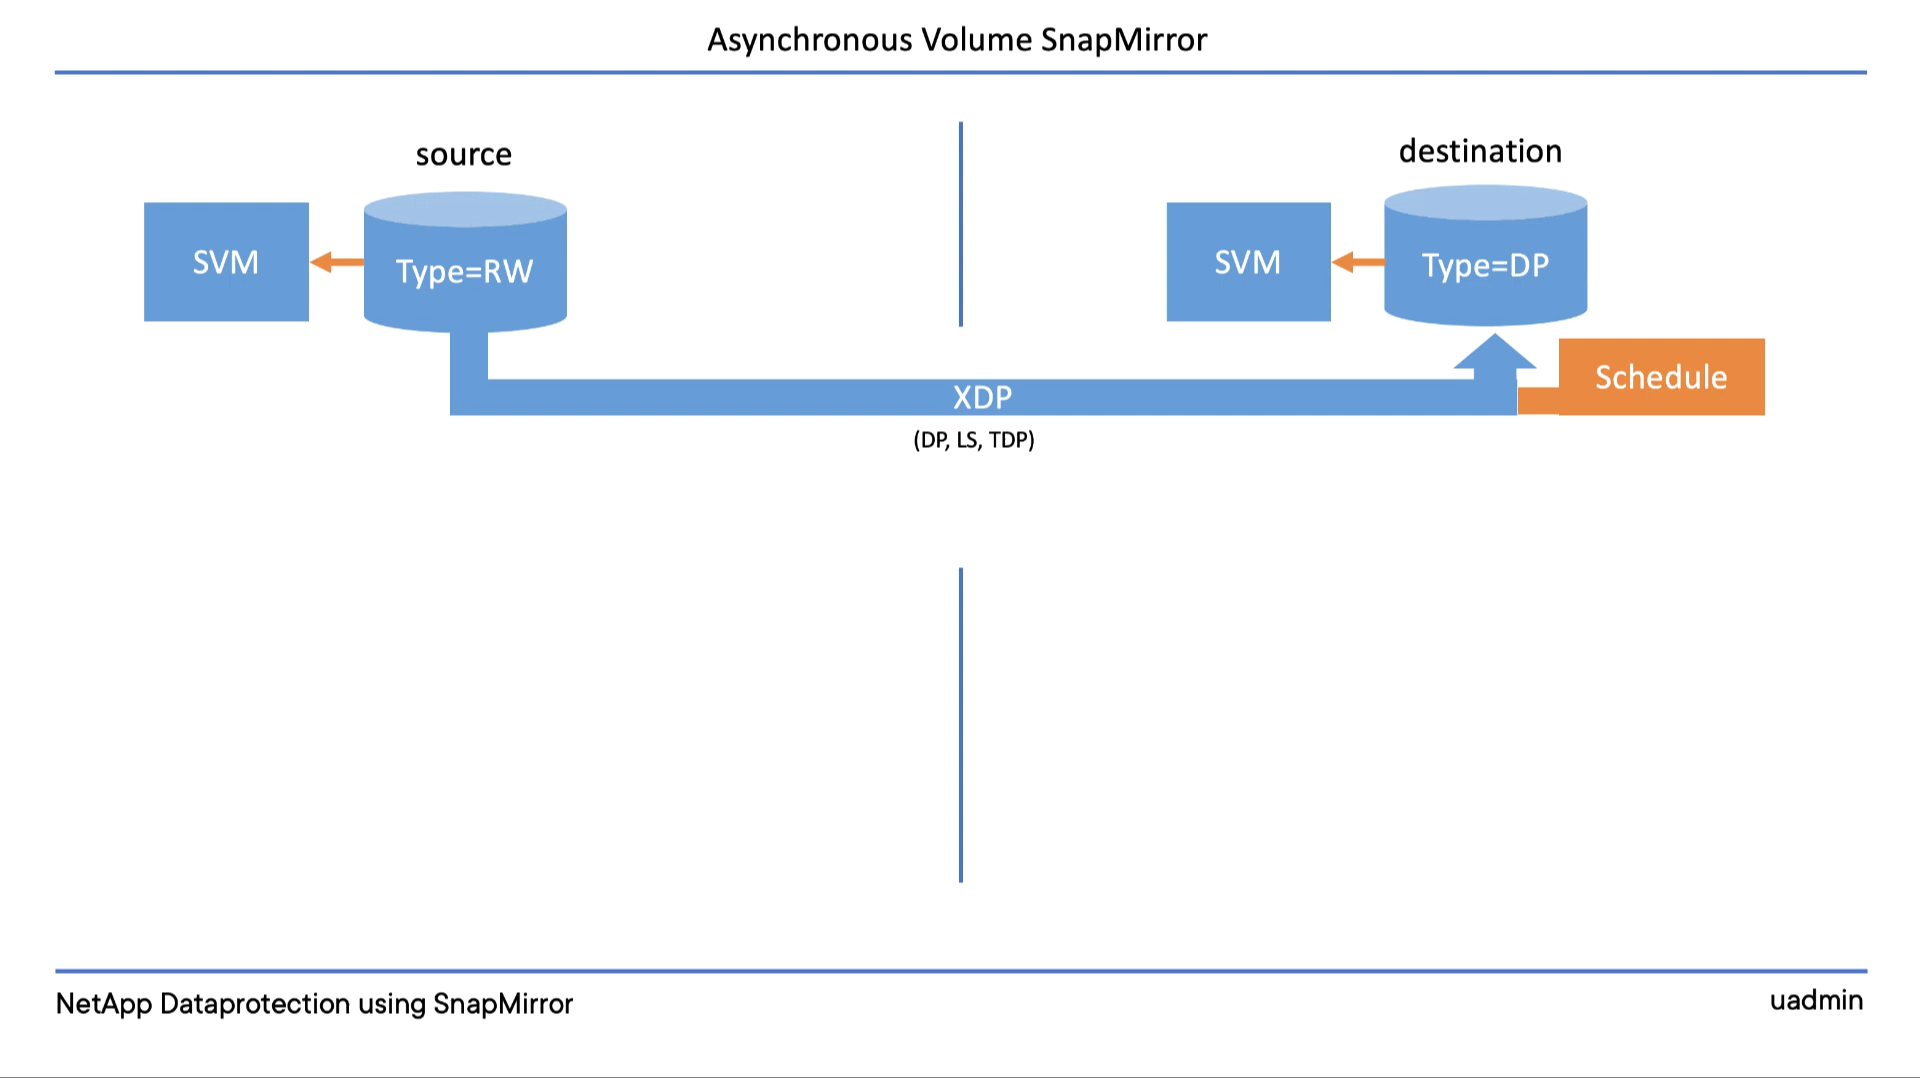 Asynchronous Volume SnapMirror
source
destination
SVM
Type=RW
SVM
Type=DP
Schedule
XDP
(DP, LS, TDP)
NetApp Dataprotection using SnapMirror
uadmin